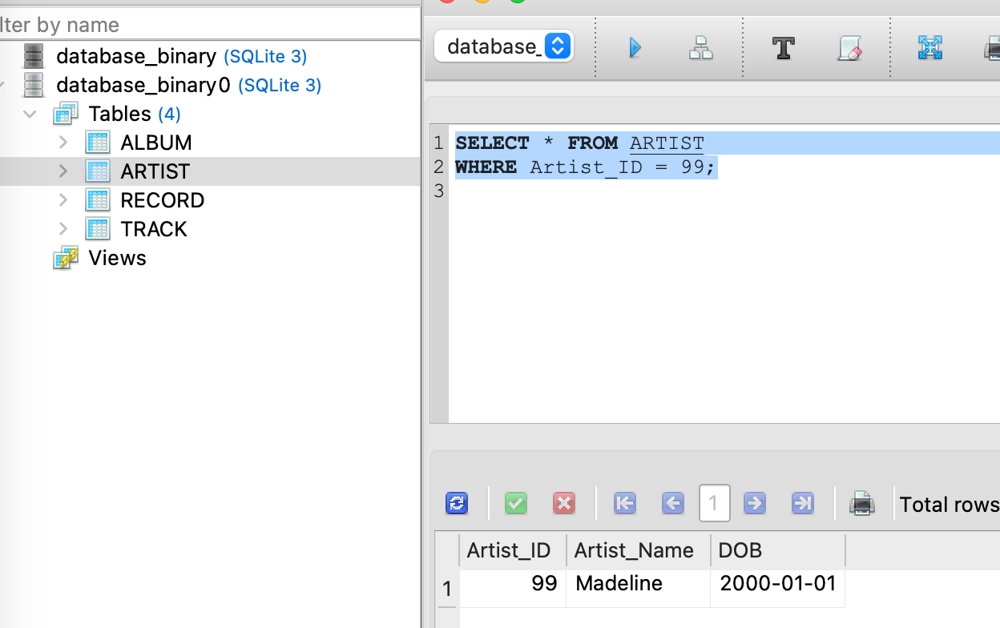 lter by name
database_binary (SQLite 3)
database_binary0 (SQLite 3)
Tables (4)
ALBUM
ARTIST
RECORD
TRACK
Views
database_
T
1 SELECT * FROM ARTIST
2 WHERE Artist_ID = 99;
3
1
Total rows
Artist_ID Artist_Name DOB
1 99 Madeline 2000-01-01